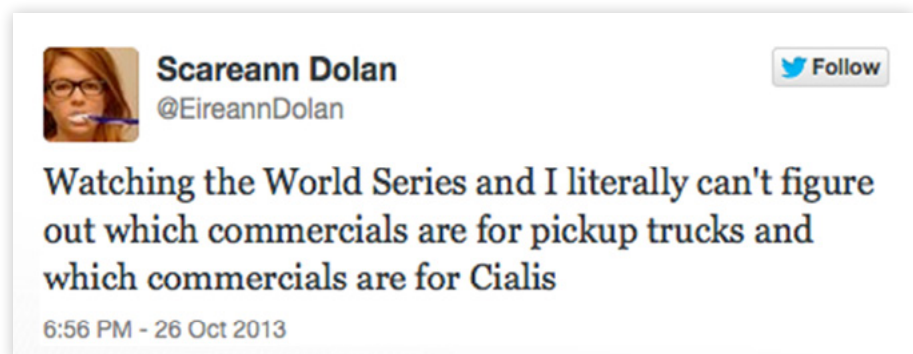 Scareann Dolan
Follow
@EireannDolan
Watching the World Series and I literally can't figure
out which commercials are for pickup trucks and
which commercials are for Cialis
6:56 PM - 26 Oct 2013